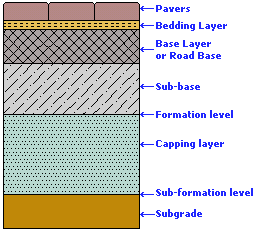 Pavers
Bedding Layer
Base Layer
or Road Base
Sub-base
Formation level
Capping layer
Sub-formation level
Subgrade